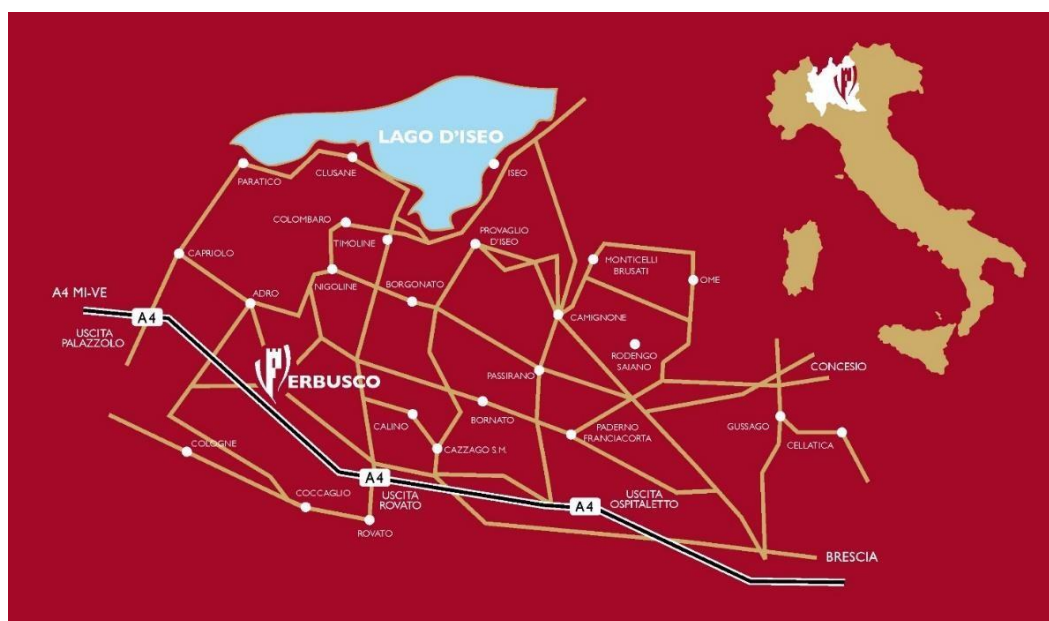 LAGO D'ISEO
PARATICO
CLUSANE
ISEO
COLOMBARO
TIMOLINE
PROVAGLIO
D'ISEO
CAPRIOLO
MONTICELLI
BRUSATI
OME
NIGOLINE
BORGONATO
ADRO
A4 MI-VE
A4
USCITA
PALAZZOLO
CAMIGNONE
RODENGO
SAIANO
CONCESIO
ERBUSCO
PASSIRANO
CALINO
BORNATO
PADERNO
FRANCIACORTA
GUSSAGO
CELLATICA
COLOGNE
CAZZAGO S.M.
A4
USCITA
ROVATO
COCCAGLIO
ROVATO
A4
USCITA
OSPITALETTO
BRESCIA